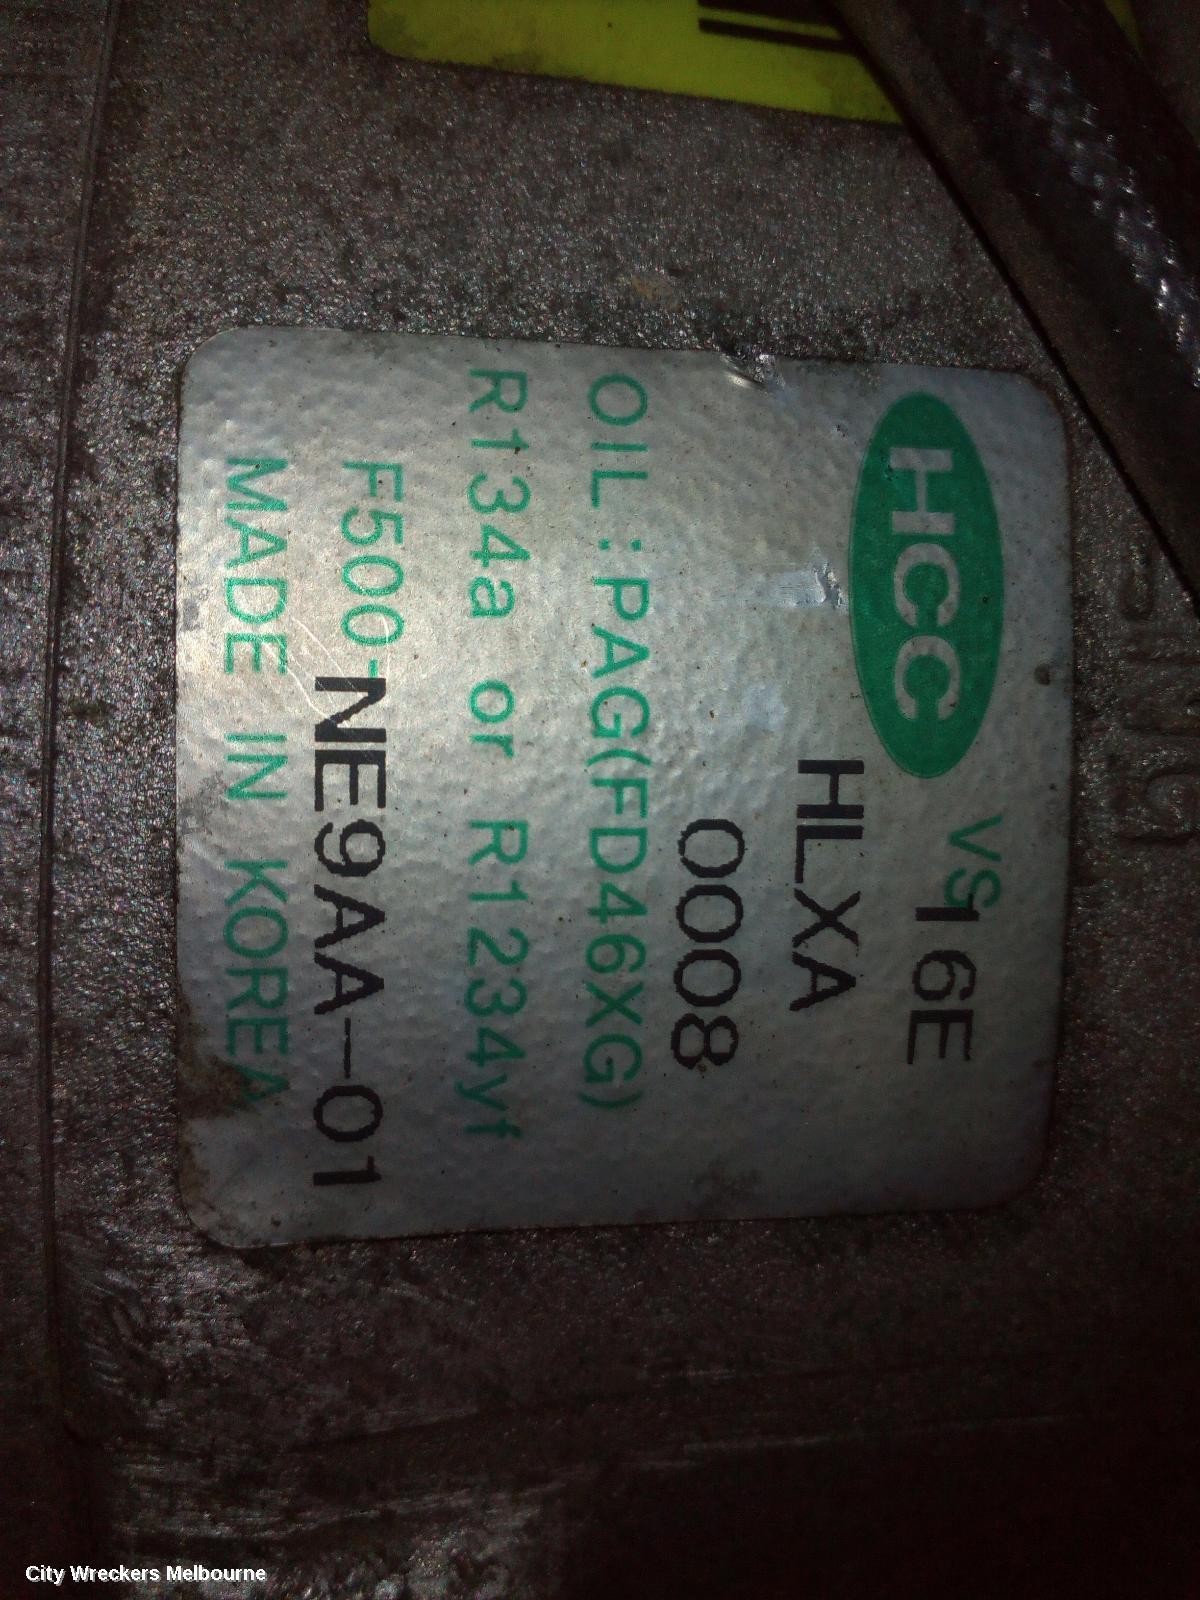 HCC VS16E
HLXA
0008
OIL:PAG(FD46XG)
R134a or R1234yf
F500-NE9AA-01
MADE IN KOREA
City Wreckers Melbourne